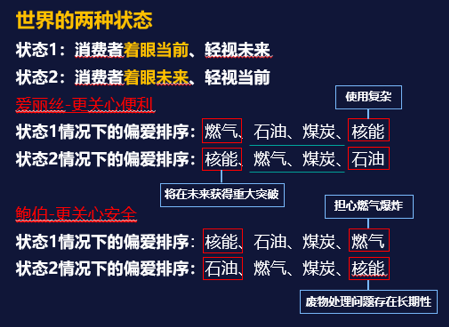 世界的两种状态
状态1：消费者着眼当前、轻视未来
状态2：消费者着眼未来、轻视当前
使用复杂
爱丽丝-更关心便利
状态1情况下的偏爱排序：燃气、石油、煤炭、核能
状态2情况下的偏爱排序：核能、燃气、煤炭、石油
将在未来获得重大突破
担心燃气爆炸
鲍伯-更关心安全
状态1情况下的偏爱排序：核能、石油、煤炭、燃气
状态2情况下的偏爱排序：石油、燃气、煤炭、核能
废物处理问题存在长期性